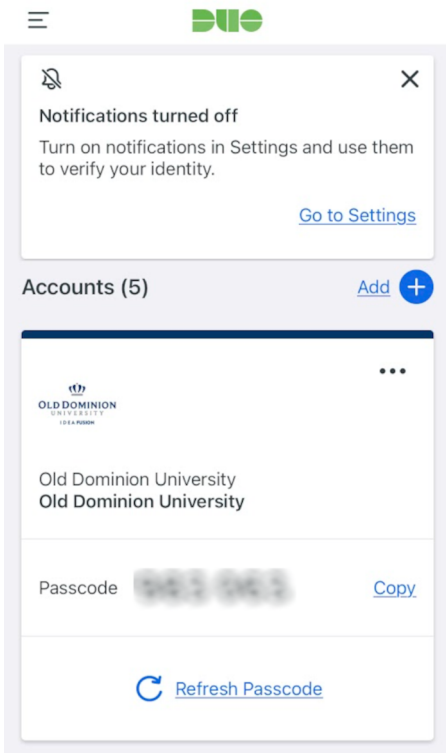 DUO
Notifications turned off
Turn on notifications in Settings and use them
to verify your identity.
Go to Settings
Accounts (5)
Add
OLD DOMINION
UNIVERSITY
IDEA FUSION
Old Dominion University
Old Dominion University
Passcode
Copy
Refresh Passcode